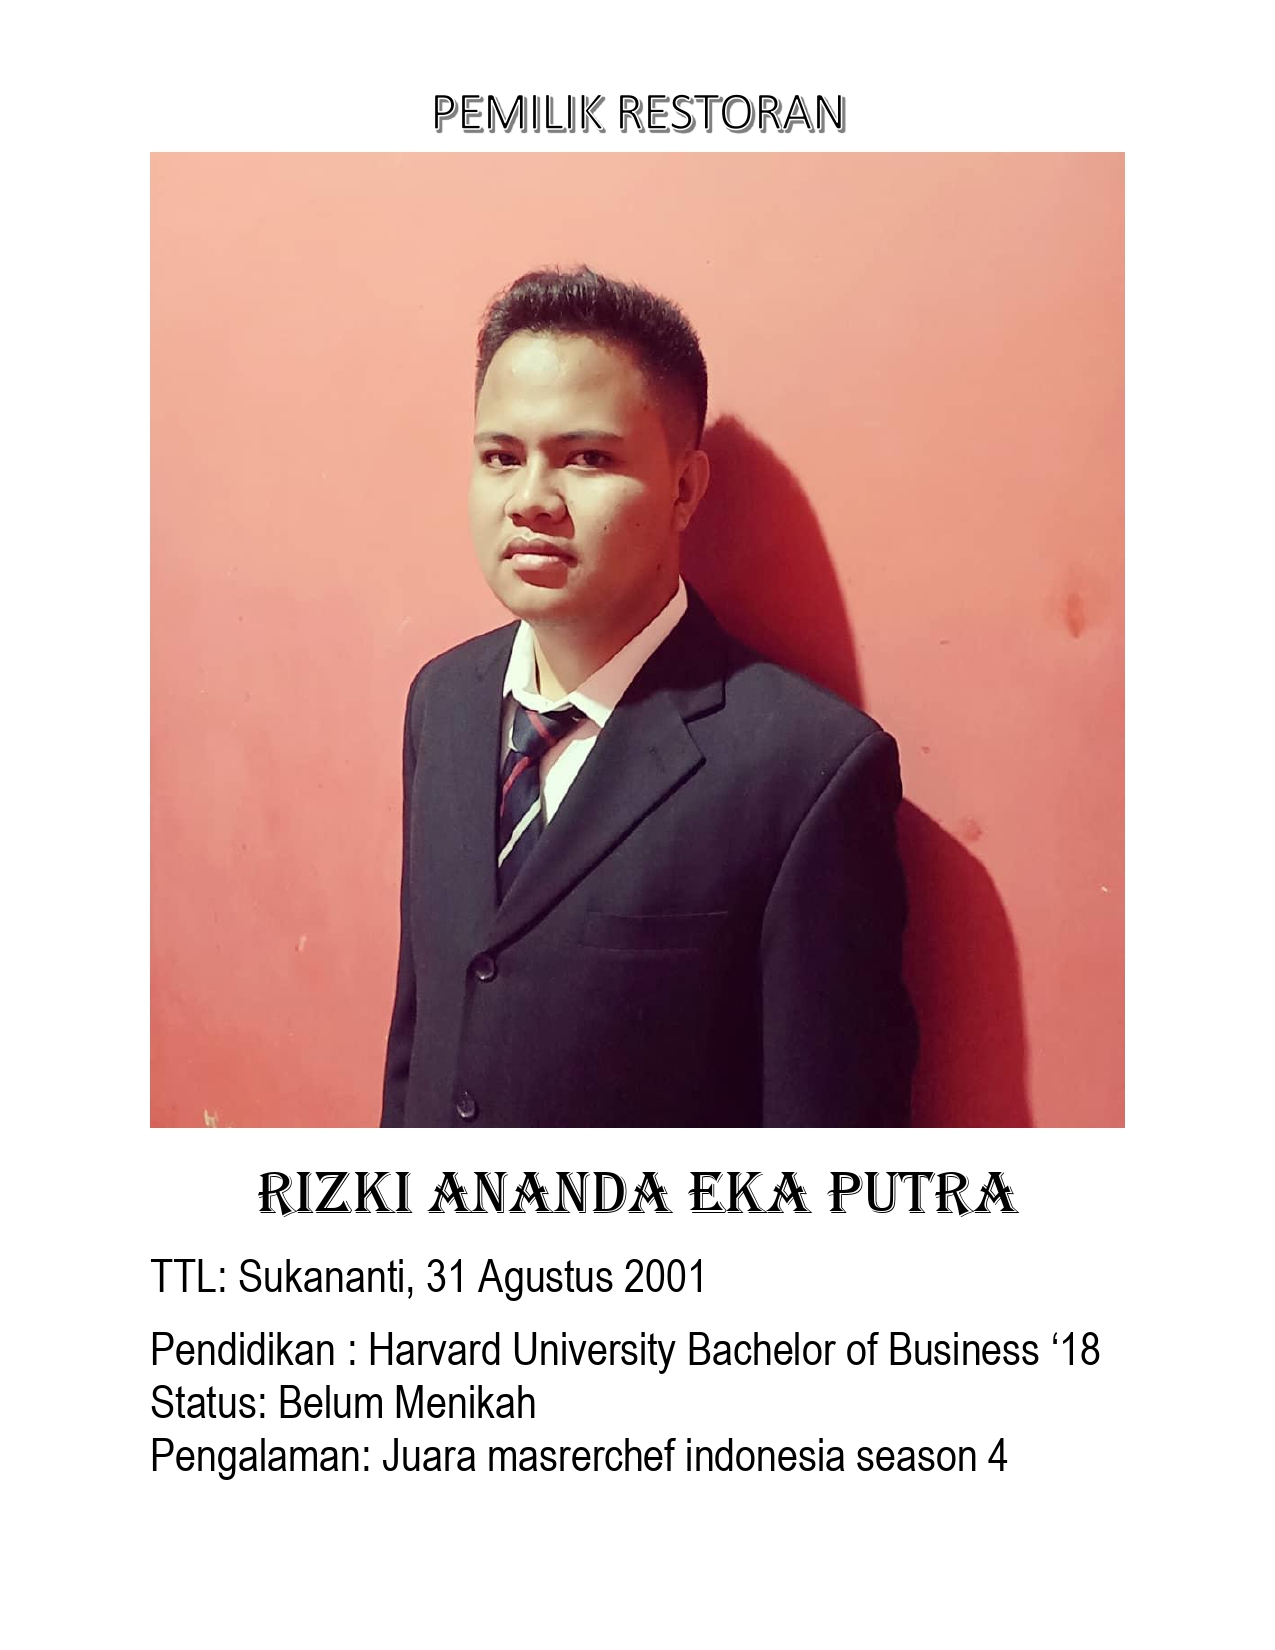 PEMILIK RESTORAN
RIZKI ANANDA EKA PUTRA
TTL: Sukananti, 31 Agustus 2001
Pendidikan : Harvard University Bachelor of Business ‘18
Status: Belum Menikah
Pengalaman: Juara masrerchef indonesia season 4